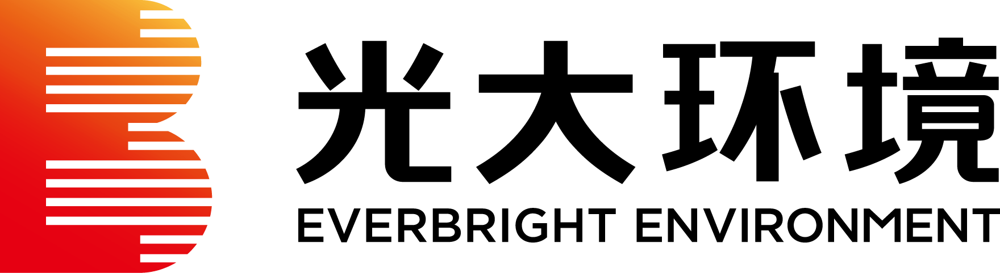 光大环境
EVERBRIGHT ENVIRONMENT